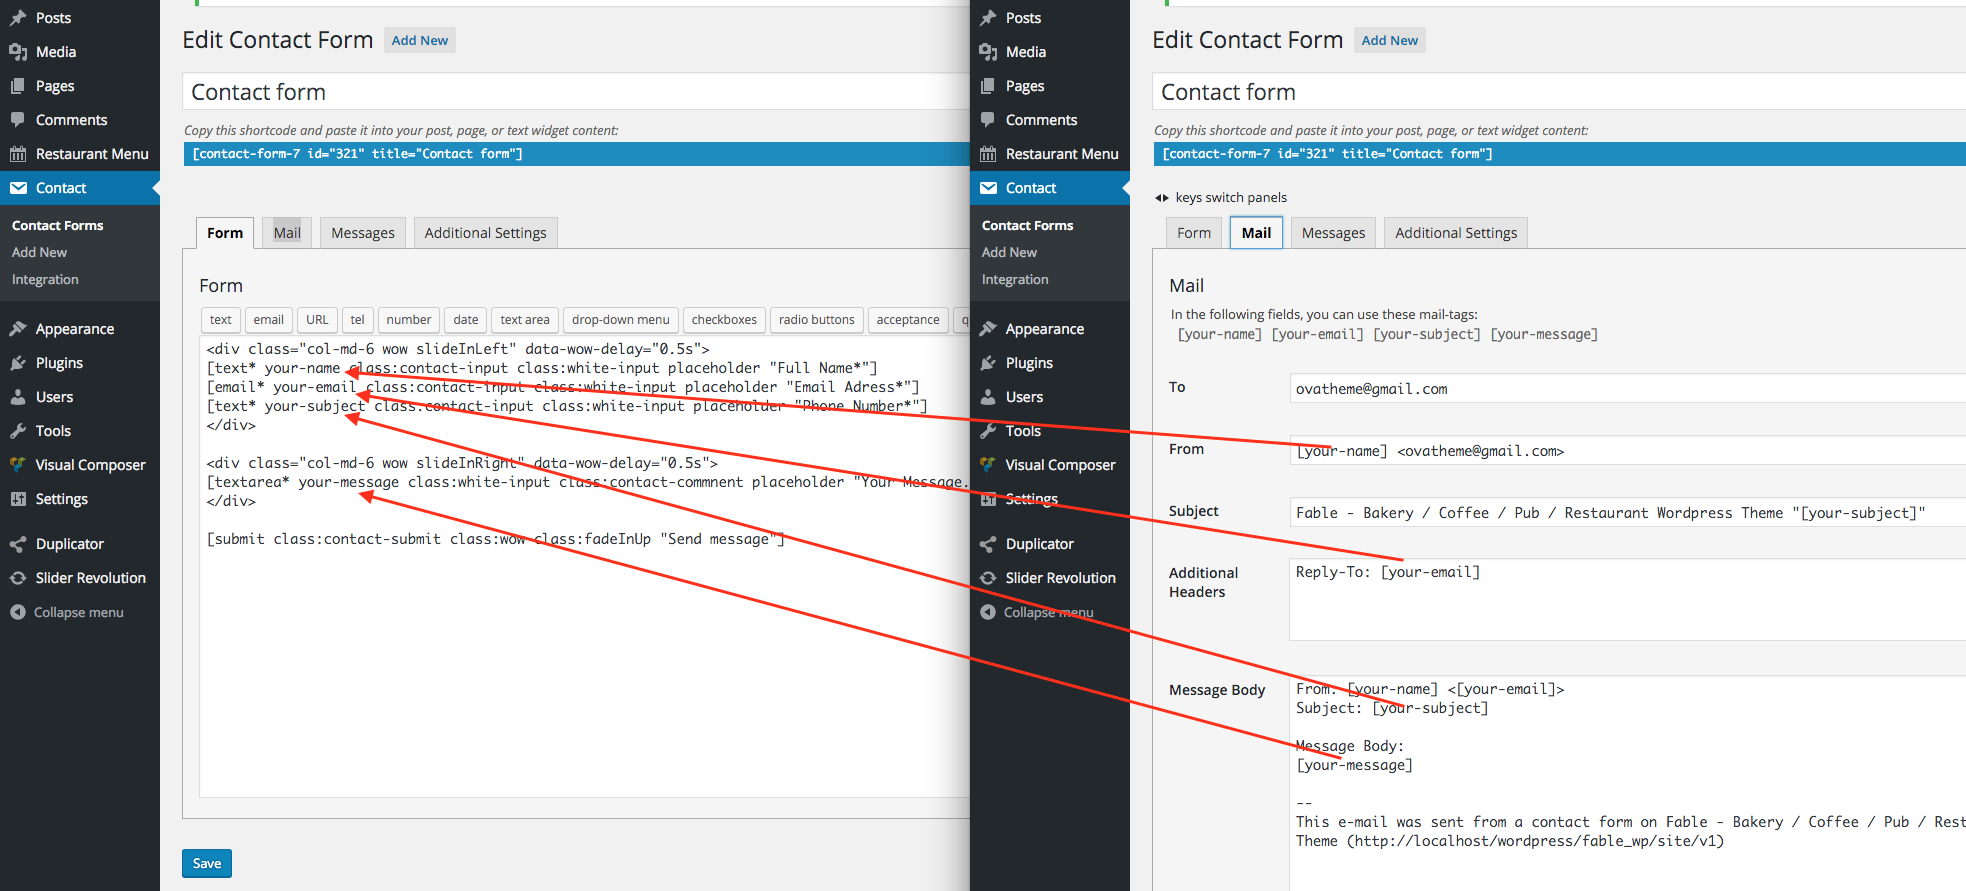 Posts
Media
Pages
Comments
Restaurant Menu
Contact
Contact Forms
Add New
Integration
Appearance
Plugins
Users
Tools
Visual Composer
Settings
Duplicator
Slider Revolution
Collapse menu
Edit Contact Form Add New
Contact form
Copy this shortcode and paste it into your post, page, or text widget content:
[contact-form-7 id="321" title="Contact form"]
Form Mail Messages Additional Settings
Form
text email URL tel number date text area drop-down menu checkboxes radio buttons acceptance
<div class="col-md-6 wow slideInLeft" data-wow-delay="0.5s">
[text* your-name class:contact-input class:white-input placeholder "Full Name*"]
[email* your-email class:contact-input class:white-input placeholder "Email Adress*"]
[text* your-subject class:contact-input class:white-input placeholder "Phone Number*"]
</div>
<div class="col-md-6 wow slideInRight" data-wow-delay="0.5s">
[textarea* your-message class:white-input class:contact-commnent placeholder "Your Message.
</div>
[submit class:contact-submit class:wow class:fadeInUp "Send message"]
Save
Posts
Media
Pages
Comments
Restaurant Menu
Contact
Contact Forms
Add New
Integration
Appearance
Plugins
Users
Tools
Visual Composer
Settings
Duplicator
Slider Revolution
Collapse menu
Edit Contact Form Add New
Contact form
Copy this shortcode and paste it into your post, page, or text widget content:
[contact-form-7 id="321" title="Contact form"]
keys switch panels
Form Mail Messages Additional Settings
Mail
In the following fields, you can use these mail-tags:
[your-name] [your-email] [your-subject] [your-message]
To ovatheme@gmail.com
From [your-name] <ovatheme@gmail.com>
Subject Fable - Bakery / Coffee / Pub / Restaurant Wordpress Theme "[your-subject]"
Additional Headers Reply-To: [your-email]
Message Body From: [your-name] <[your-email]>
Subject: [your-subject]
Message Body:
[your-message]
--
This e-mail was sent from a contact form on Fable - Bakery / Coffee / Pub / Rest
Theme (http://localhost/wordpress/fable_wp/site/v1)